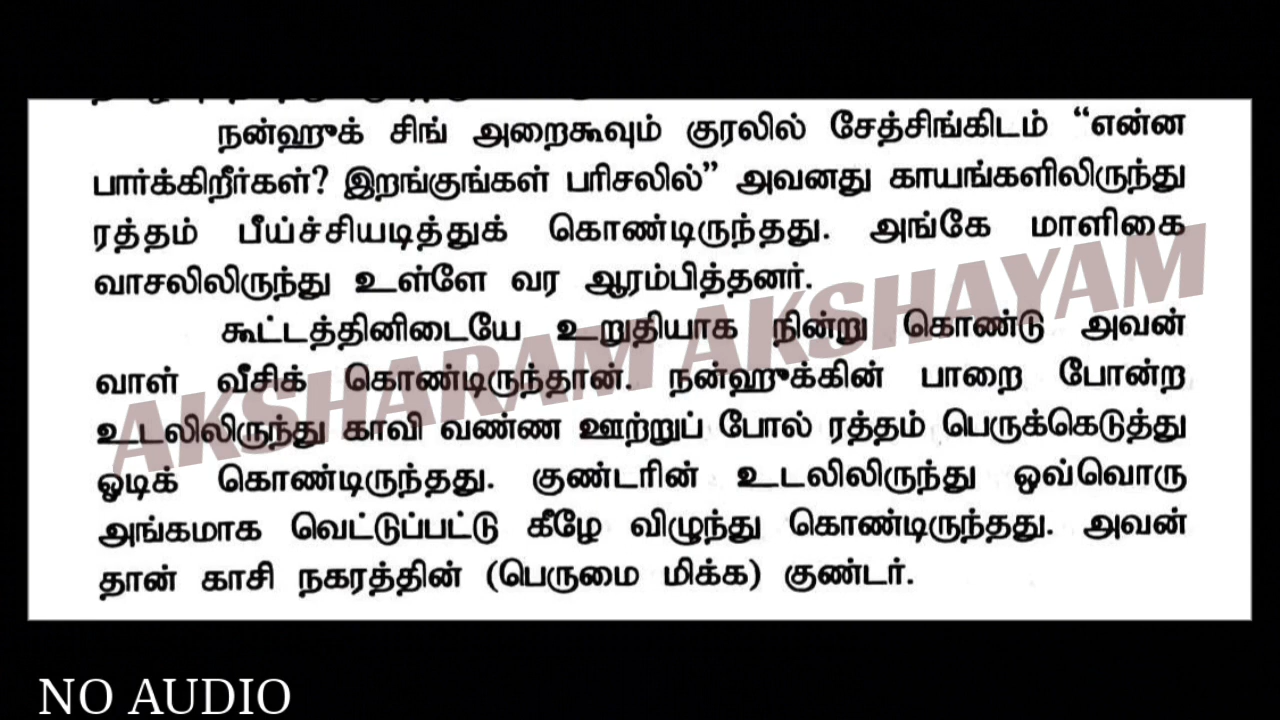 நன்ஹுக் சிங் அறைகூவும் குரலில் சேத்சிங்கிடம் “என்ன
பார்க்கிறீர்கள்? இறங்குங்கள் பரிசலில்” அவனது காயங்களிலிருந்து
ரத்தம் பீய்ச்சியடித்துக் கொண்டிருந்தது. அங்கே மாளிகை
வாசலிலிருந்து உள்ளே வர ஆரம்பித்தனர்.
கூட்டத்தினிடையே உறுதியாக நின்று கொண்டு அவன்
வாள் வீசிக் கொண்டிருந்தான். நன்ஹுக்கின் பாறை போன்ற
உடலிலிருந்து காவி வண்ண ஊற்றுப் போல் ரத்தம் பெருக்கெடுத்து
ஓடிக் கொண்டிருந்தது. குண்டரின் உடலிலிருந்து ஒவ்வொரு
அங்கமாக வெட்டுப்பட்டு கீழே விழுந்து கொண்டிருந்தது. அவன்
தான் காசி நகரத்தின் (பெருமை மிக்க) குண்டர்.
AKSHARAM AKSHAYAM
NO AUDIO